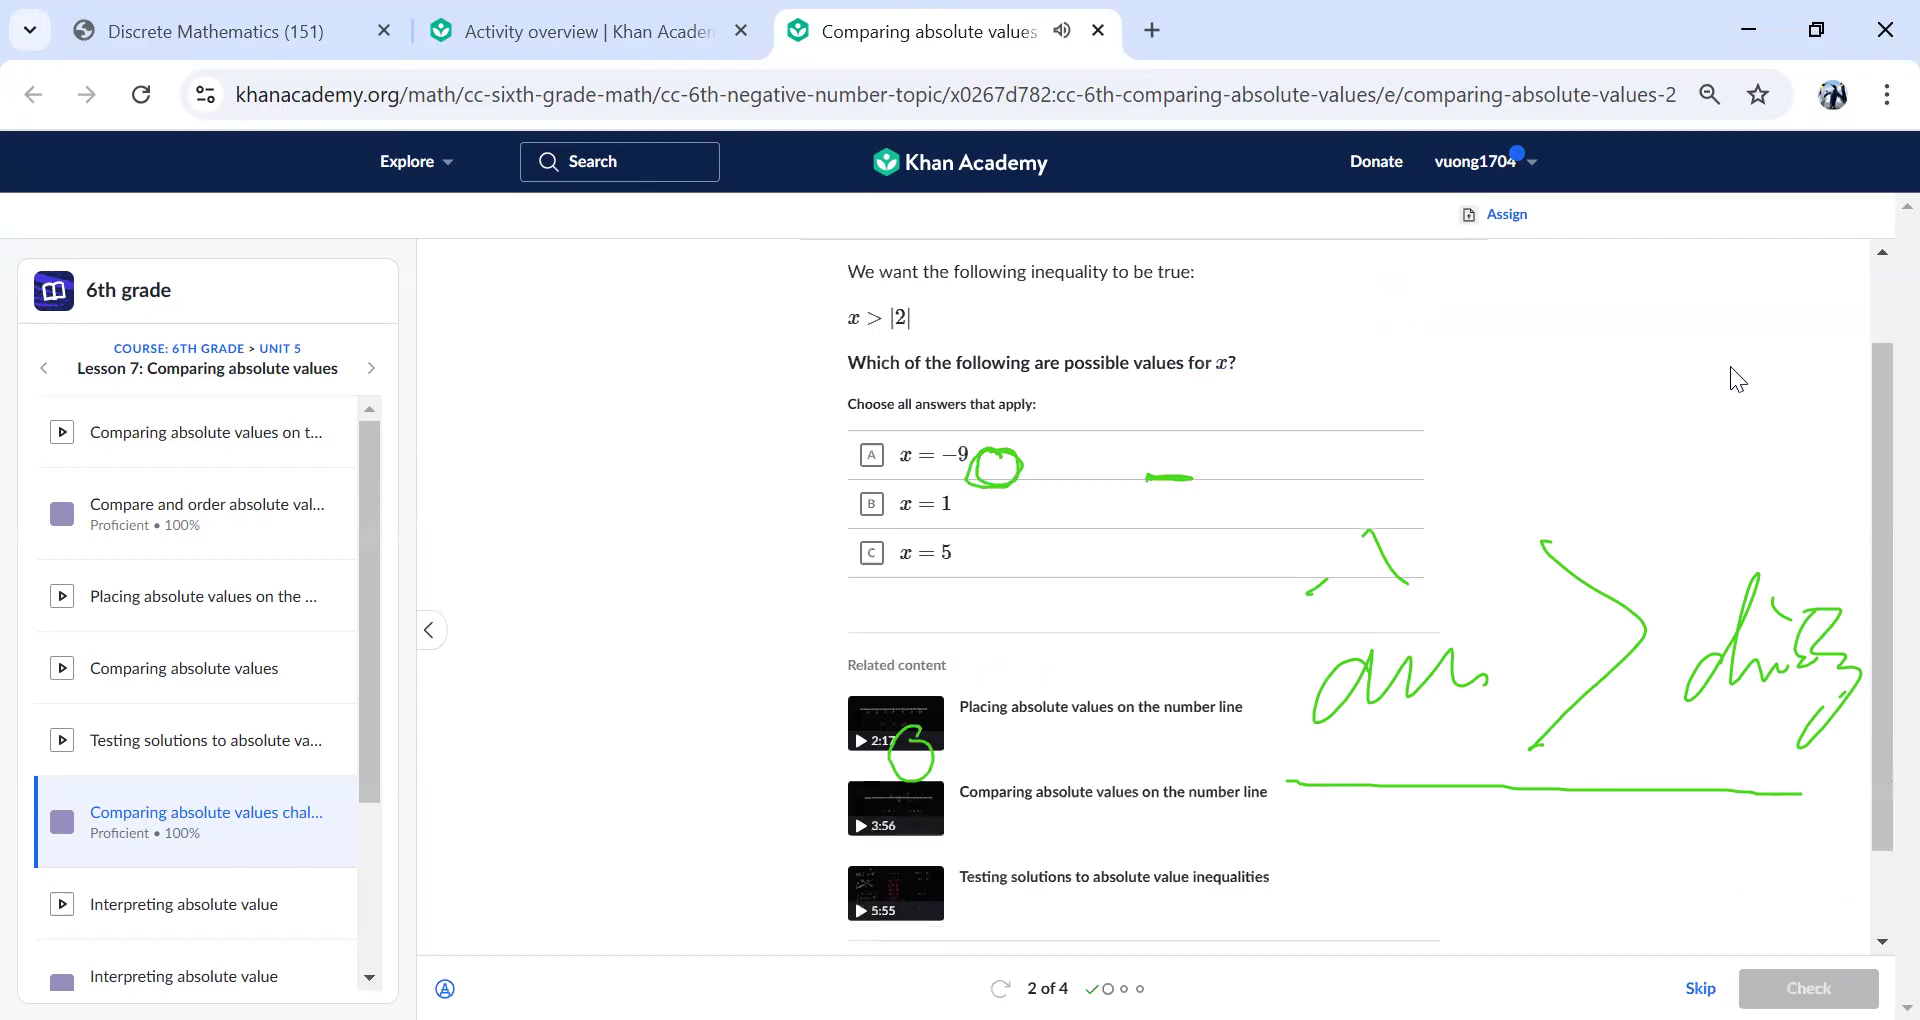 Discrete Mathematics (151)
Activity overview | Khan Acade
Comparing absolute values
khanacademy.org/math/cc-sixth-grade-math/cc-6th-negative-number-topic/x0267d782:cc-6th-comparing-absolute-values/e/comparing-absolute-values-2
Explore
Search
Khan Academy
Donate
vuong1704
Assign
6th grade
COURSE: 6TH GRADE > UNIT 5
Lesson 7: Comparing absolute values
Comparing absolute values on t...
Compare and order absolute val...
Proficient • 100%
Placing absolute values on the ...
Comparing absolute values
Testing solutions to absolute va...
Comparing absolute values chal...
Proficient • 100%
Interpreting absolute value
Interpreting absolute value
We want the following inequality to be true:
x > |2|
Which of the following are possible values for x?
Choose all answers that apply:
A x = −9
B x = 1
C x = 5
>
Related content
2:17
Placing absolute values on the number line
3:56
Comparing absolute values on the number line
5:55
Testing solutions to absolute value inequalities
2 of 4
Skip
Check